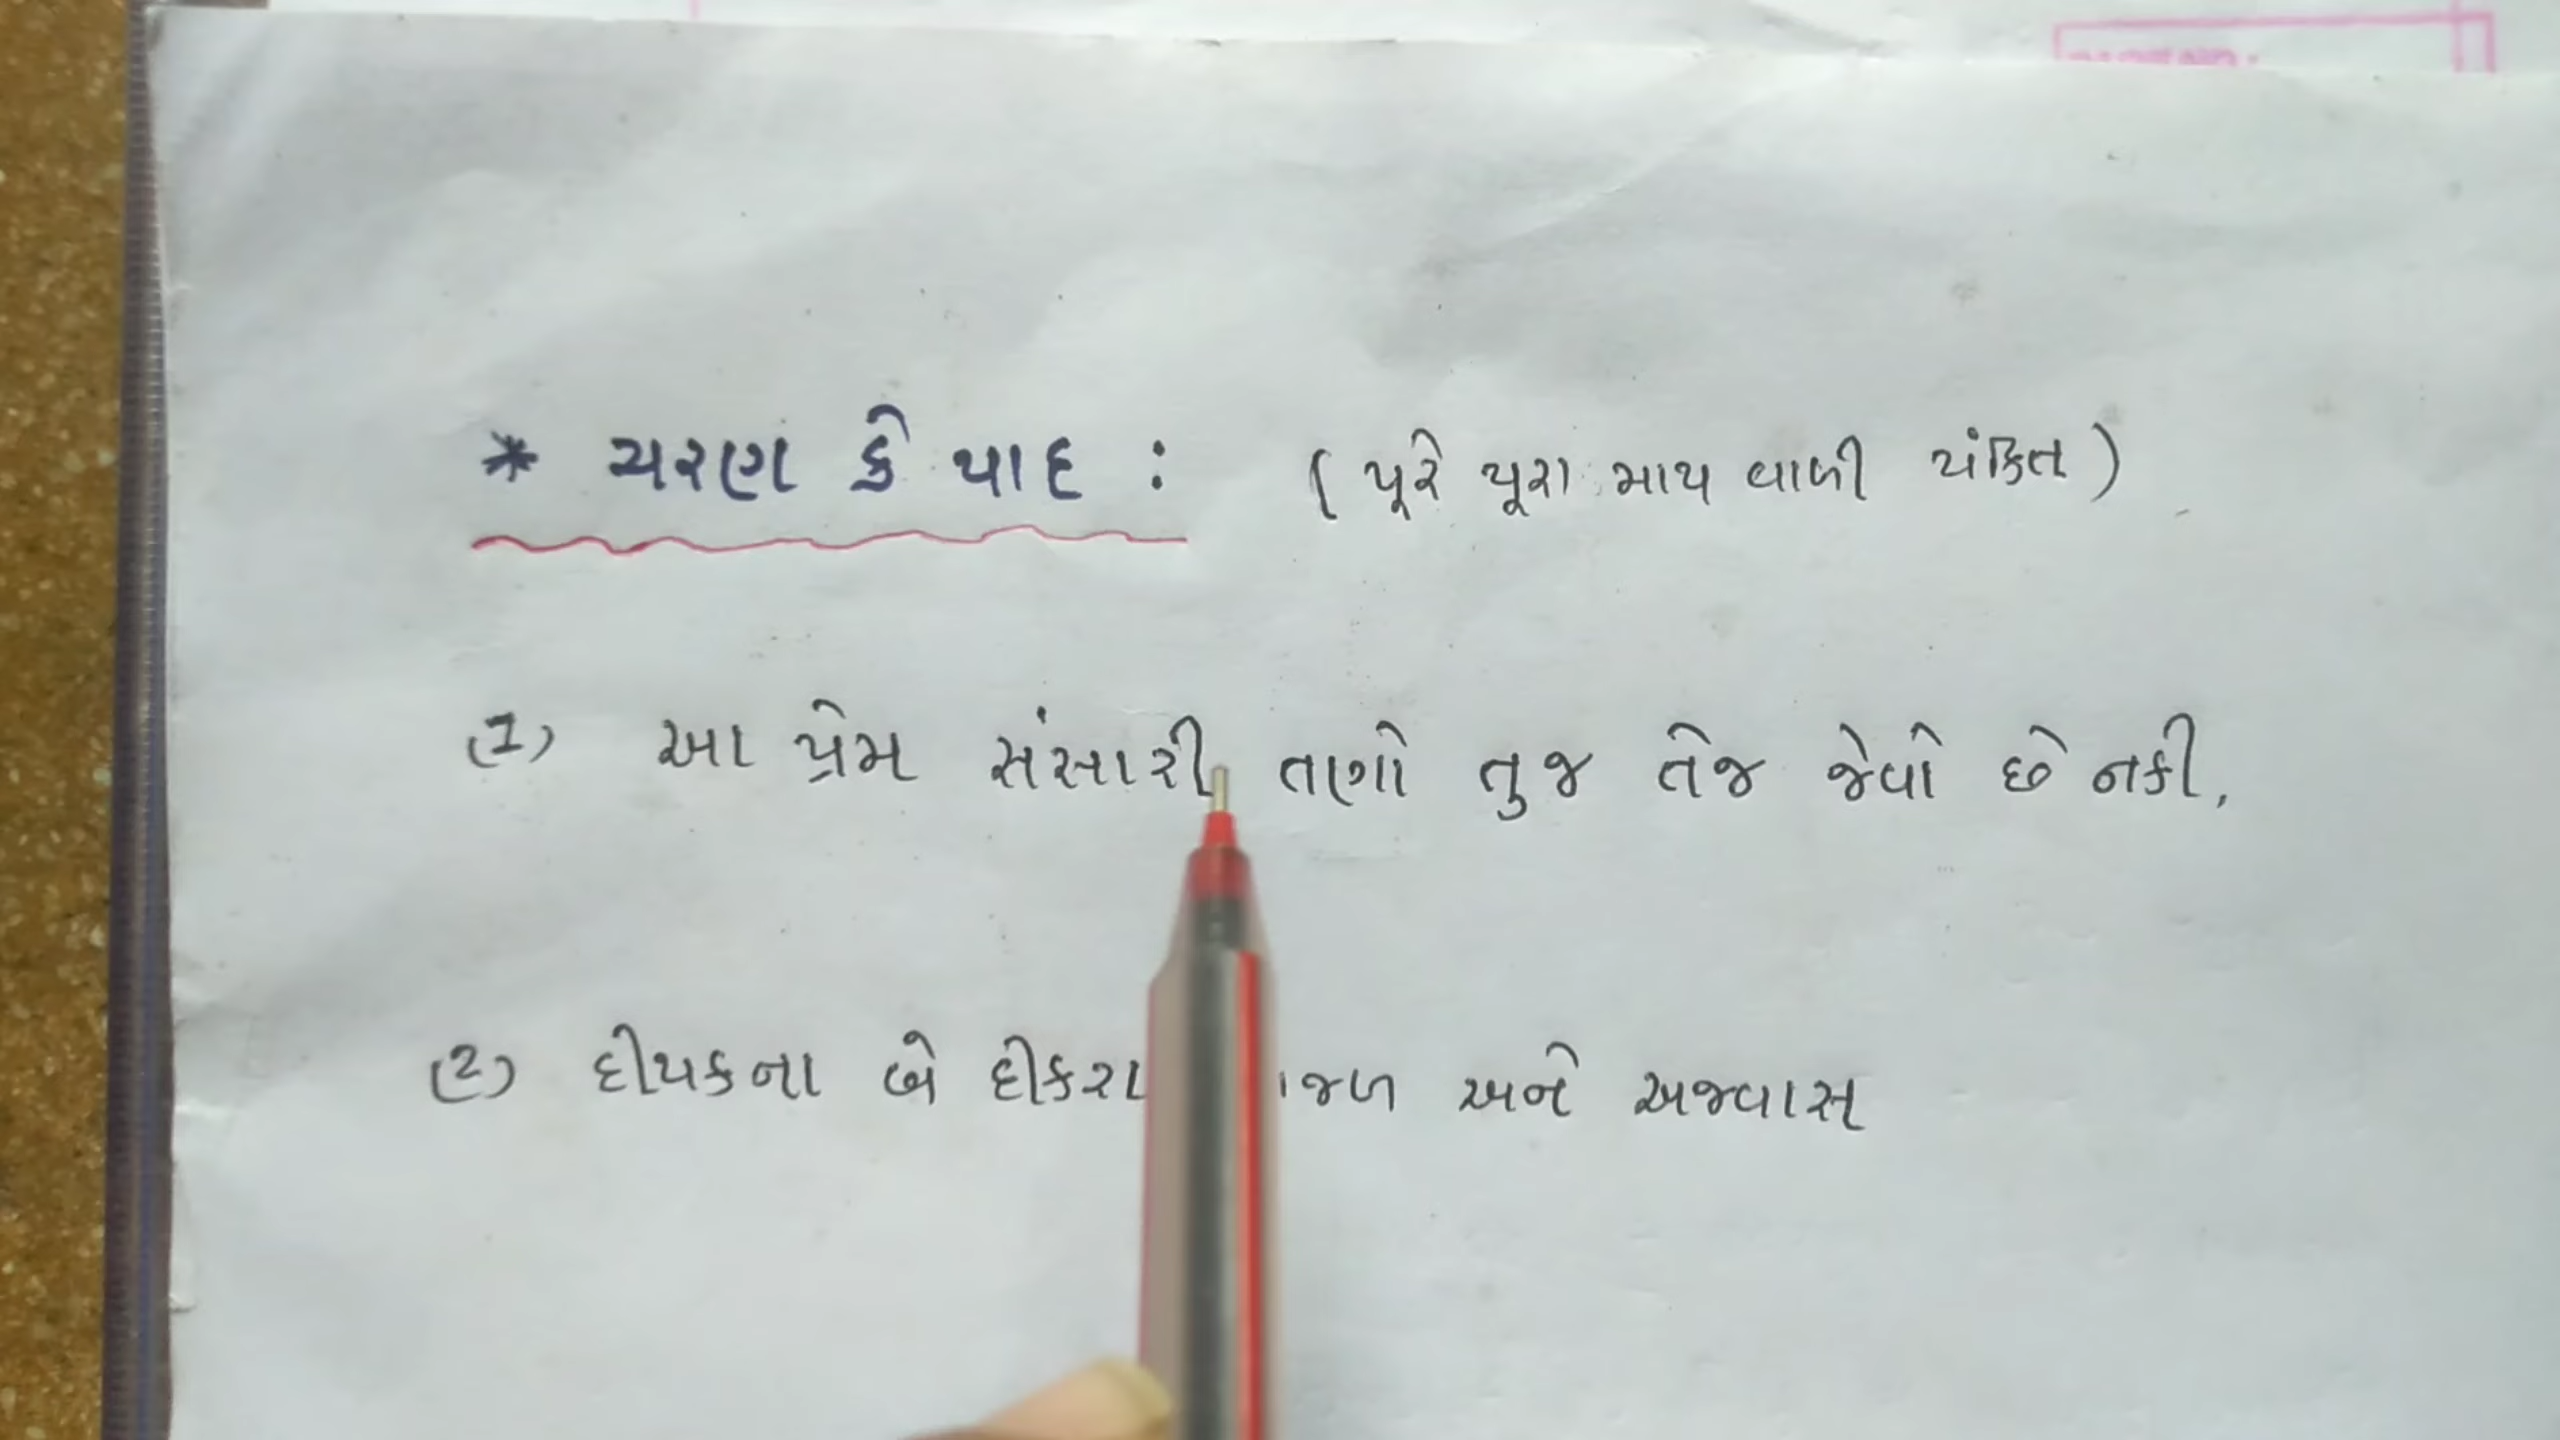 * ચરણ કે પાદ : ( પૂરે પૂરા માપ વાળી પંકિત )
(1) આ પ્રેમ સંસારી તણો તુજ તેજ જેવો છે નકી,
(2) દીપકના બે દીકરા અને અજવાસ